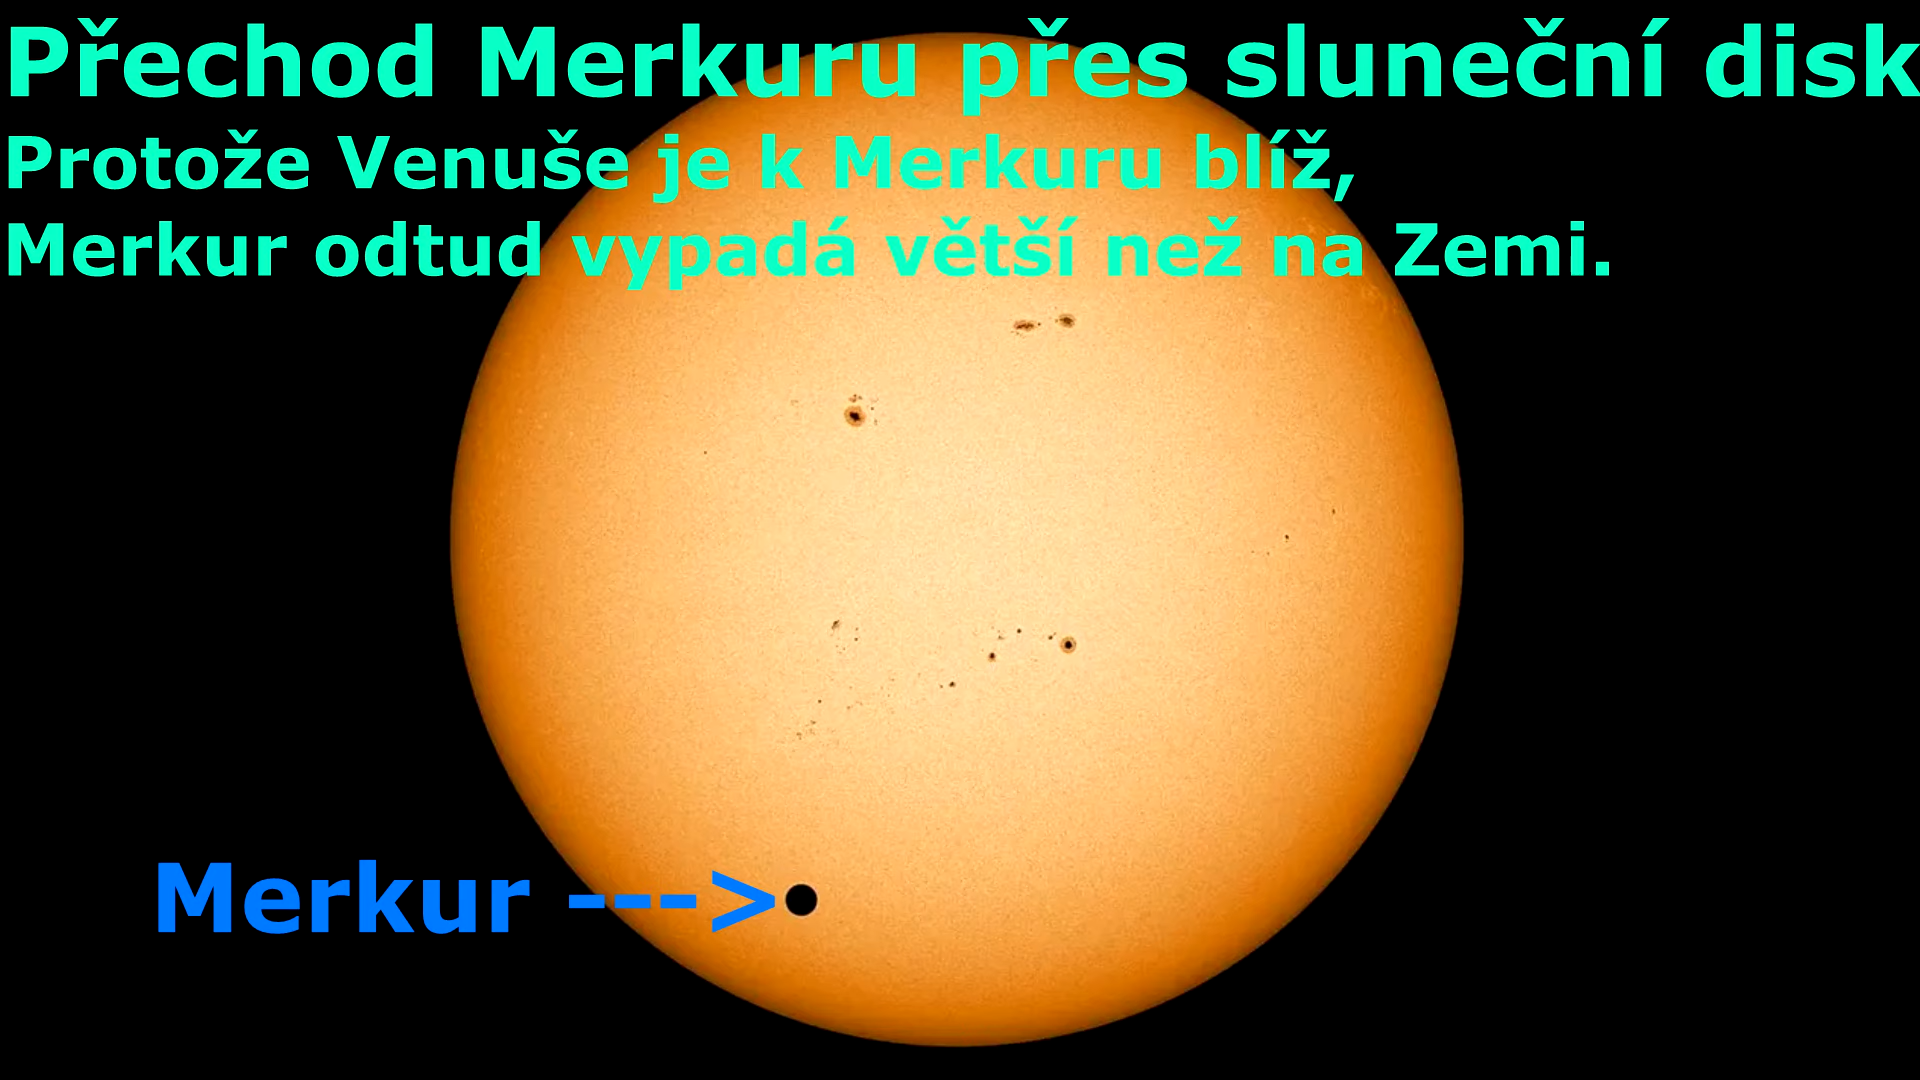 Přechod Merkuru přes sluneční disk
Protože Venuše je k Merkuru blíž,
Merkur odtud vypadá větší než na Zemi.
Merkur --->